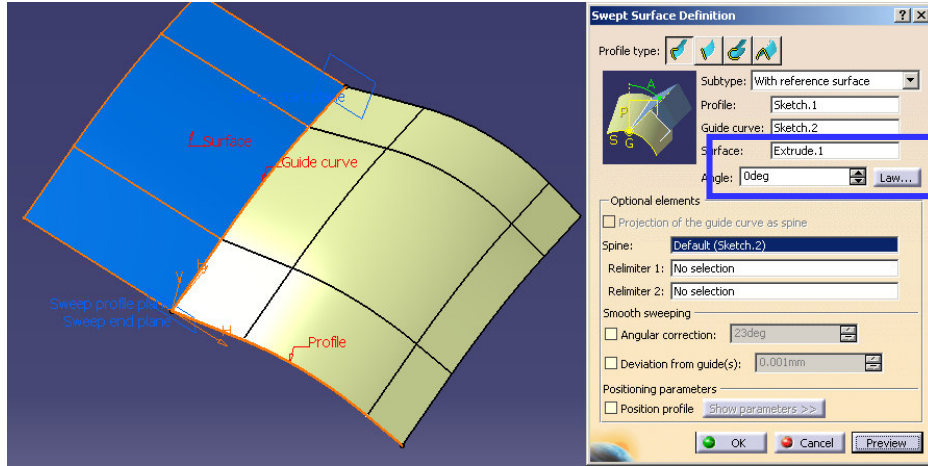 Surface
Guide curve
Sweep profile pla
Sweep end plane
V
H
H
Profile
Swept Surface Definition
Profile type:
Subtype: With reference surface
Profile: Sketch.1
Guide curve: Sketch.2
Surface: Extrude.1
Angle: 0deg Law...
A
P
S G
Optional elements
Projection of the guide curve as spine
Spine: Default (Sketch.2)
Relimiter 1: No selection
Relimiter 2: No selection
Smooth sweeping
Angular correction: 23deg
Deviation from guide(s): 0.001mm
Positioning parameters
Position profile Show parameters >>
OK Cancel Preview